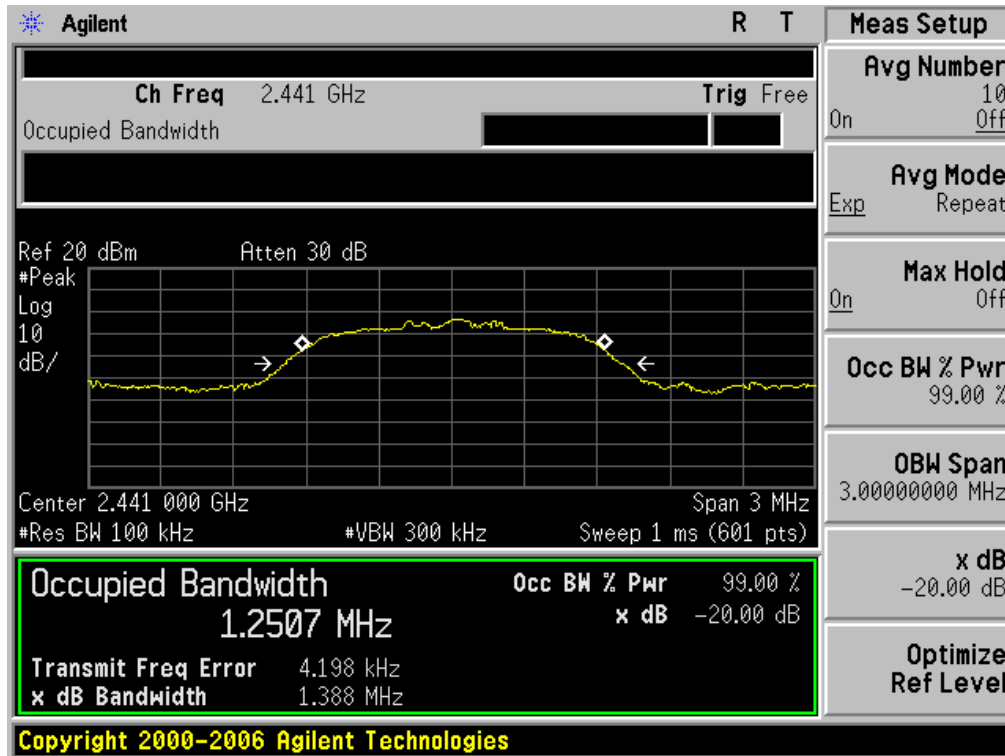 Agilent R T
Ch Freq 2.441 GHz Trig Free
Occupied Bandwidth
Ref 20 dBm Atten 30 dB
#Peak
Log
10
dB/
Center 2.441 000 GHz Span 3 MHz
#Res BW 100 kHz #VBW 300 kHz Sweep 1 ms (601 pts)
Occupied Bandwidth Occ BW % Pwr 99.00 %
1.2507 MHz x dB -20.00 dB
Transmit Freq Error 4.198 kHz
x dB Bandwidth 1.388 MHz
Copyright 2000-2006 Agilent Technologies
Meas Setup
Avg Number
10
On Off
Avg Mode
Exp Repeat
Max Hold
On Off
Occ BW % Pwr
99.00 %
OBW Span
3.00000000 MHz
x dB
-20.00 dB
Optimize
Ref Level